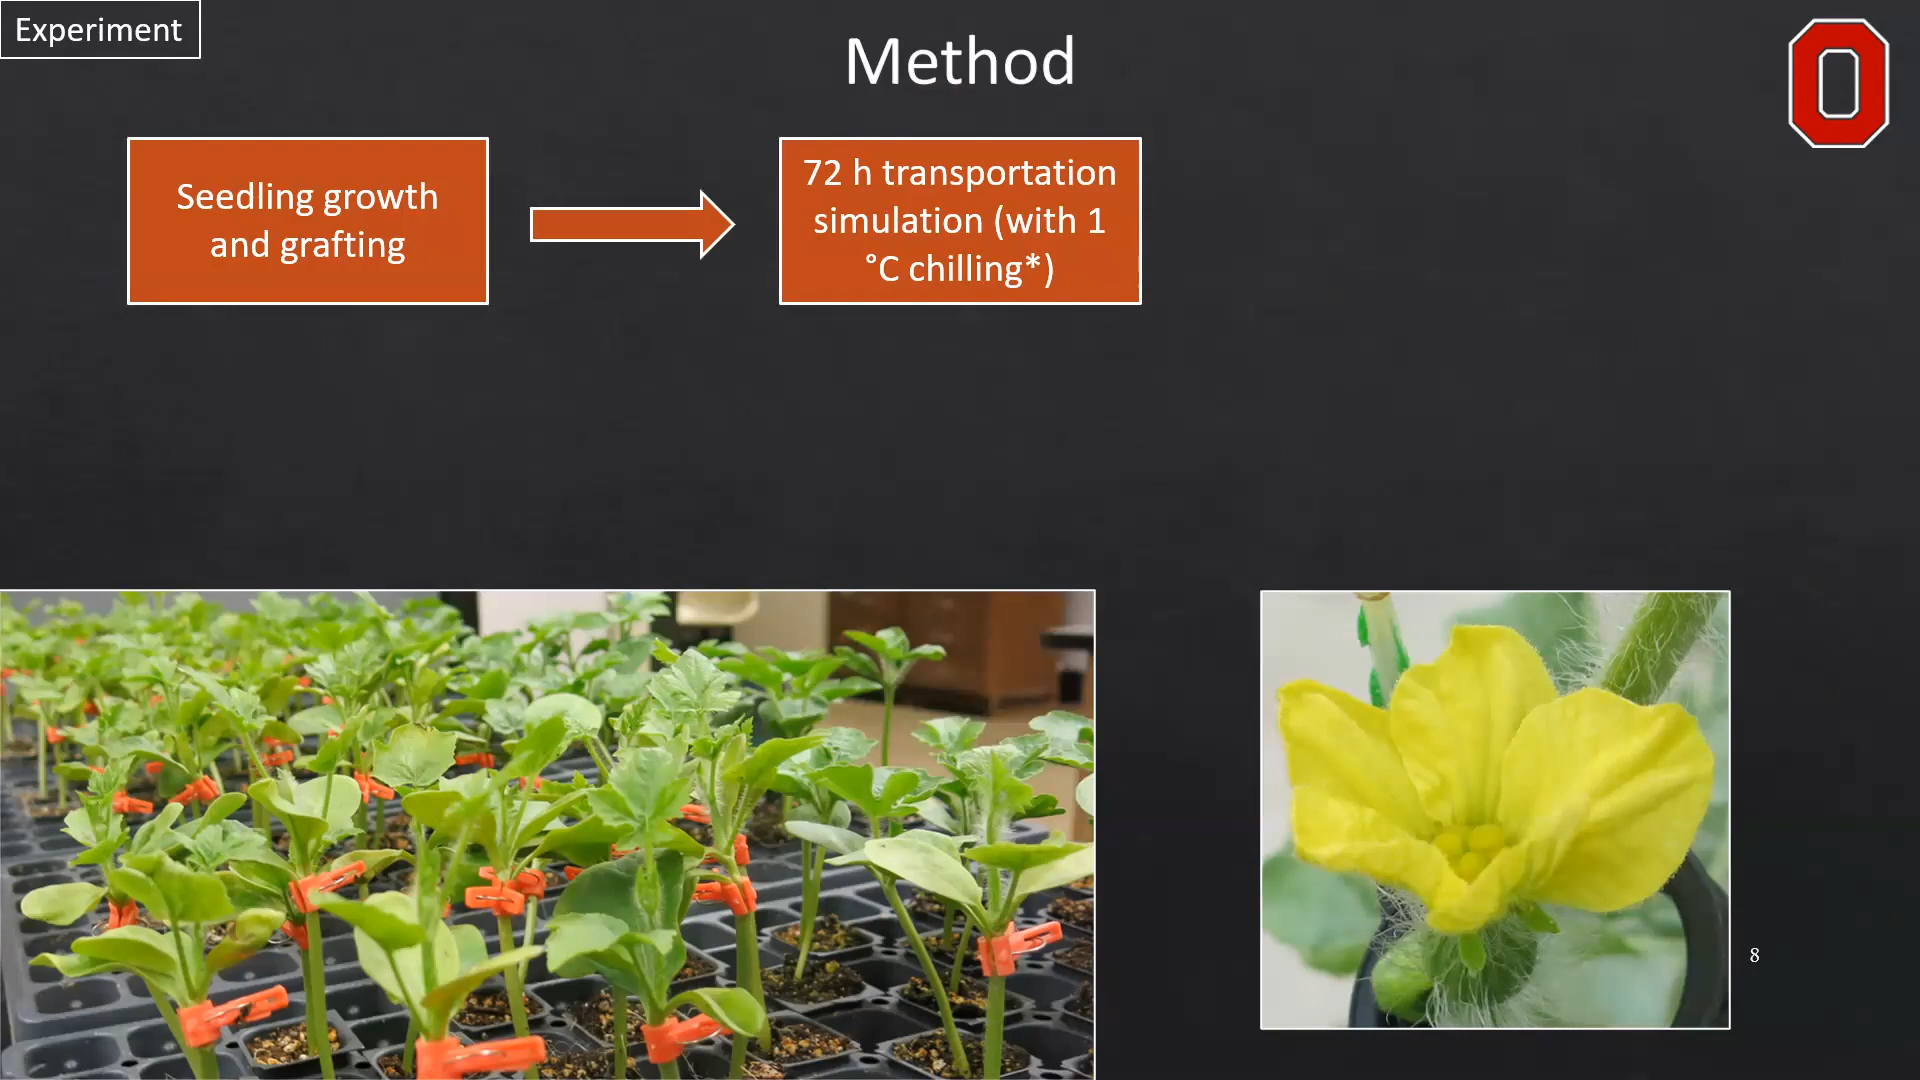 Experiment
Method
O
Seedling growth
and grafting
72 h transportation
simulation (with 1
°C chilling*)
8